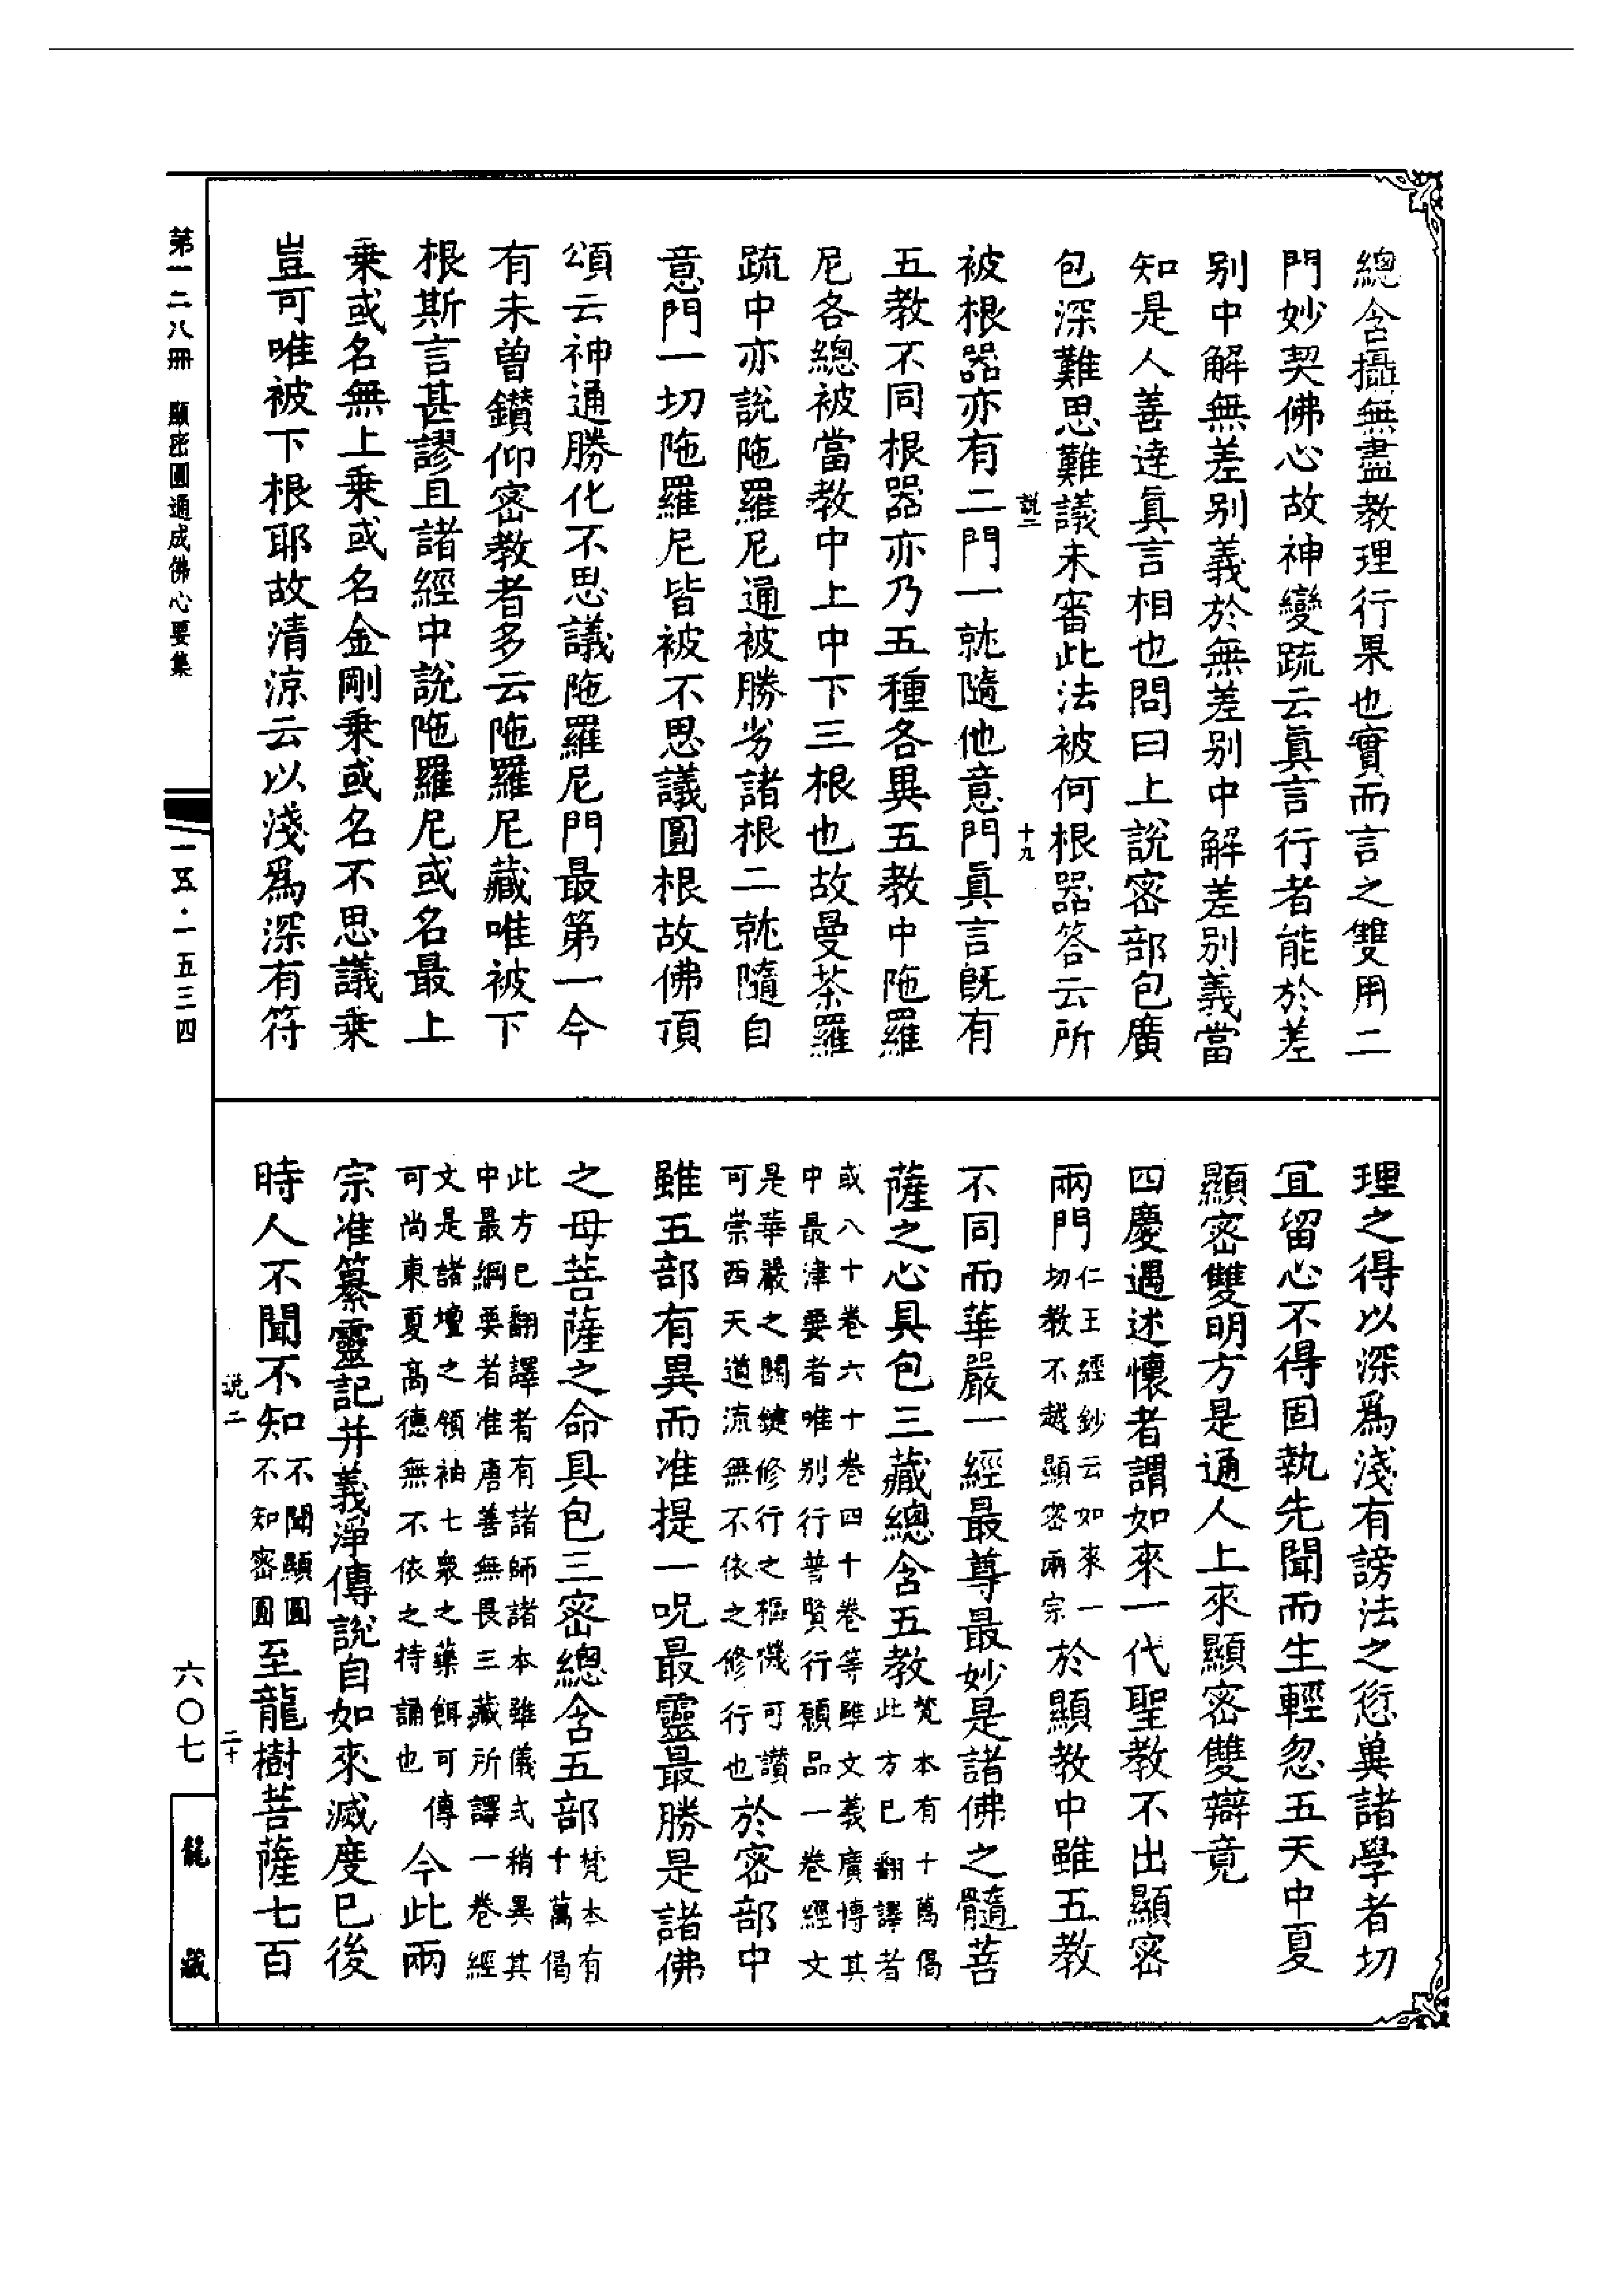 總含攝無盡教理行果也實而言之雙用二
門妙契佛心故神變疏云眞言行者能於差
别中解無差别義於無差别中解差别義當
知是人善達眞言相也問曰上說密部包廣
包深難思難議未審此法被何根器答云所
說二
十九
被根器亦有二門一就隨他意門眞言旣有
五教不同根器亦乃五種各異五教中陁羅
尼各總被當教中上中下三根也故曼茶羅
疏中亦說陁羅尼通被勝劣諸根二就隨自
意門一切陁羅尼皆被不思議圓根故佛頂
頌云神通勝化不思議陁羅尼門最第一今
有未曾鑽仰密教者多云陁羅尼藏唯被下
根斯言甚謬且諸經中說陁羅尼或名最上
乗或名無上乗或名金剛乗或名不思議乗
豈可唯被下根耶故清涼云以淺爲深有符
理之得以深爲淺有謗法之愆冀諸學者切
宜留心不得固執先聞而生輕忽五天中夏
顯密雙明方是通人上來顯密雙辯竟
四慶遇述懷者謂如來一代聖教不出顯密
兩門仁王經鈔云如來一
切教不越顯密兩宗於顯教中雖五教
不同而華嚴一經最尊最妙是諸佛之髓菩
薩之心具包三藏總含五教梵本有十萬偈
此方巳翻譯者
或八十卷六十卷四十卷等雖文義廣博其
中最津要者唯别行普賢行願品一卷經文
是華嚴之關鍵修行之樞機可讚
可崇西天道流無不依之修行也於密部中
雖五部有異而准提一呪最靈最勝是諸佛
之母菩薩之命具包三密總含五部梵本有
十萬偈
此方巳翻譯者有諸師諸本雖儀式稍異其
中最綱要者准唐善無畏三藏所譯一卷經
文是諸壇之領袖七衆之藥餌可傳
可尚東夏高德無不依之持誦也今此兩
宗准纂靈記并義淨傳說自如來滅度巳後
時人不聞不知不聞顯圓
不知密圓至龍樹菩薩七百
說二
二十
第一二八冊 顯密圓通成佛心要集
一五·一五三四
六〇七
龍藏